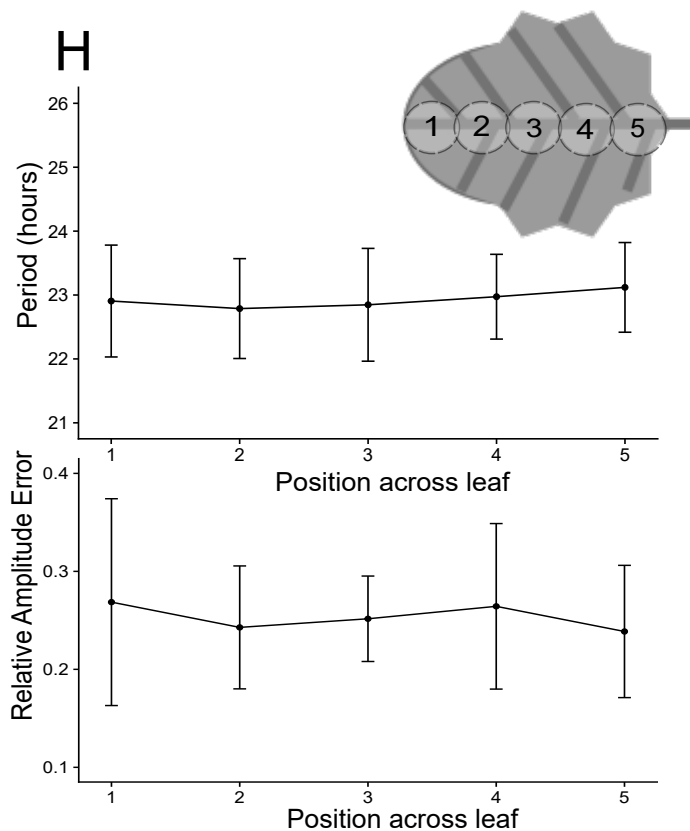 H
1 2 3 4 5
Period (hours)
26
25
24
23
22
21
1 2 3 4 5
Position across leaf
Relative Amplitude Error
0.4
0.3
0.2
0.1
1 2 3 4 5
Position across leaf